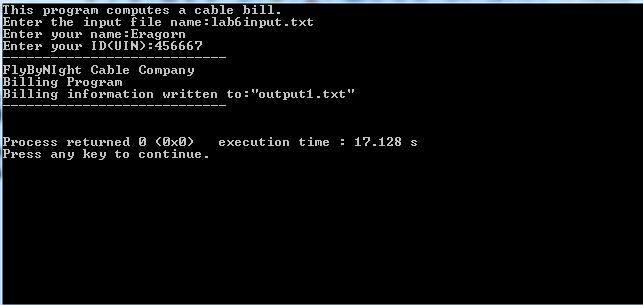 This program computes a cable bill.
Enter the input file name:lab6input.txt
Enter your name:Eragorn
Enter your ID(UIN):456667
----------------------------
FlyByNIght Cable Company
Billing Program
Billing information written to:"output1.txt"
----------------------------
Process returned 0 (0x0)   execution time : 17.128 s
Press any key to continue.